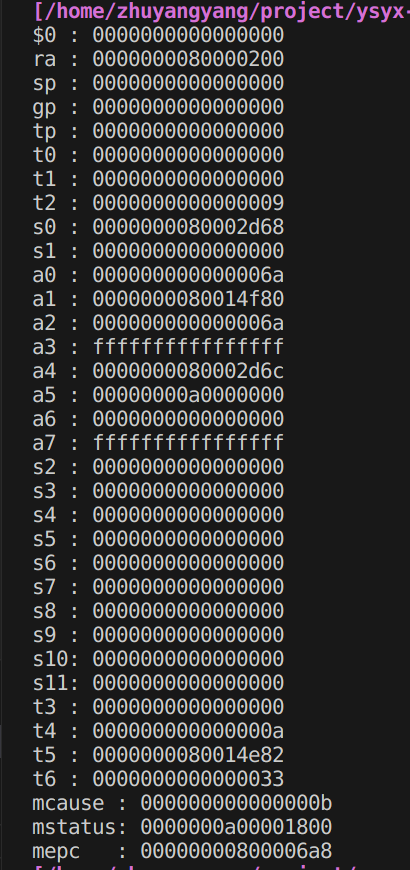 [/home/zhuyangyang/project/ysyx-
$0 : 0000000000000000
ra : 0000000080000200
sp : 0000000000000000
gp : 0000000000000000
tp : 0000000000000000
t0 : 0000000000000000
t1 : 0000000000000000
t2 : 0000000000000009
s0 : 0000000080002d68
s1 : 0000000000000000
a0 : 000000000000006a
a1 : 0000000080014f80
a2 : 000000000000006a
a3 : ffffffffffffffff
a4 : 0000000080002d6c
a5 : 00000000a0000000
a6 : 0000000000000000
a7 : ffffffffffffffff
s2 : 0000000000000000
s3 : 0000000000000000
s4 : 0000000000000000
s5 : 0000000000000000
s6 : 0000000000000000
s7 : 0000000000000000
s8 : 0000000000000000
s9 : 0000000000000000
s10: 0000000000000000
s11: 0000000000000000
t3 : 0000000000000000
t4 : 000000000000000a
t5 : 0000000080014e82
t6 : 0000000000000033
mcause : 000000000000000b
mstatus: 0000000a00001800
mepc   : 00000000800006a8